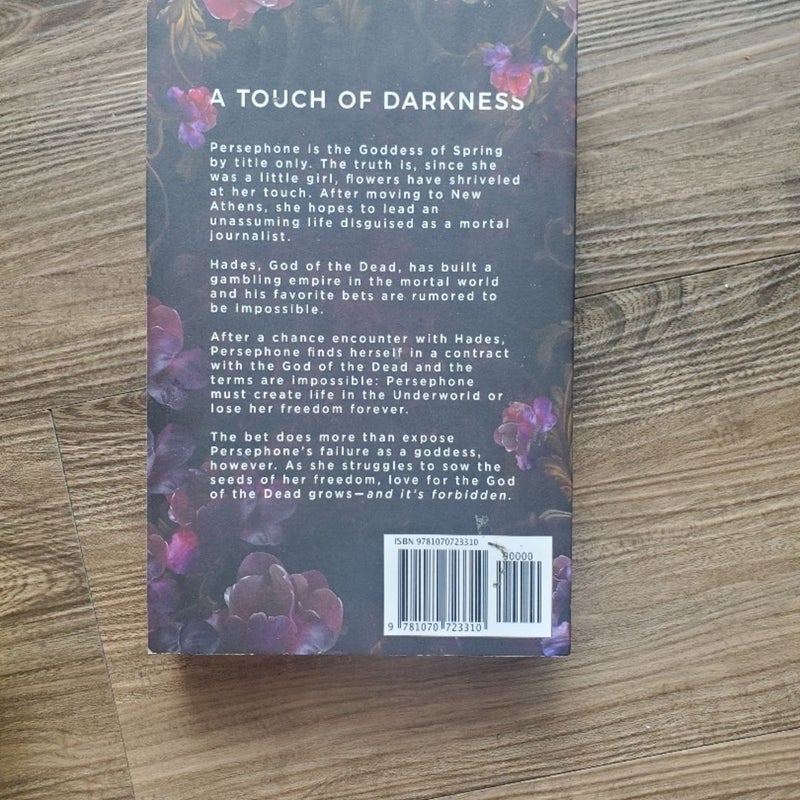 A TOUCH OF DARKNESS
Persephone is the Goddess of Spring
by title only. The truth is, since she
was a little girl, flowers have shriveled
at her touch. After moving to New
Athens, she hopes to lead an
unassuming life disguised as a mortal
journalist.
Hades, God of the Dead, has built a
gambling empire in the mortal world
and his favorite bets are rumored to
be impossible.
After a chance encounter with Hades,
Persephone finds herself in a contract
with the God of the Dead and the
terms are impossible: Persephone
must create life in the Underworld or
lose her freedom forever.
The bet does more than expose
Persephone's failure as a goddess,
however. As she struggles to sow the
seeds of her freedom, love for the God
of the Dead grows—and it's forbidden.
ISBN 9781070723310
90000
9 781070 723310